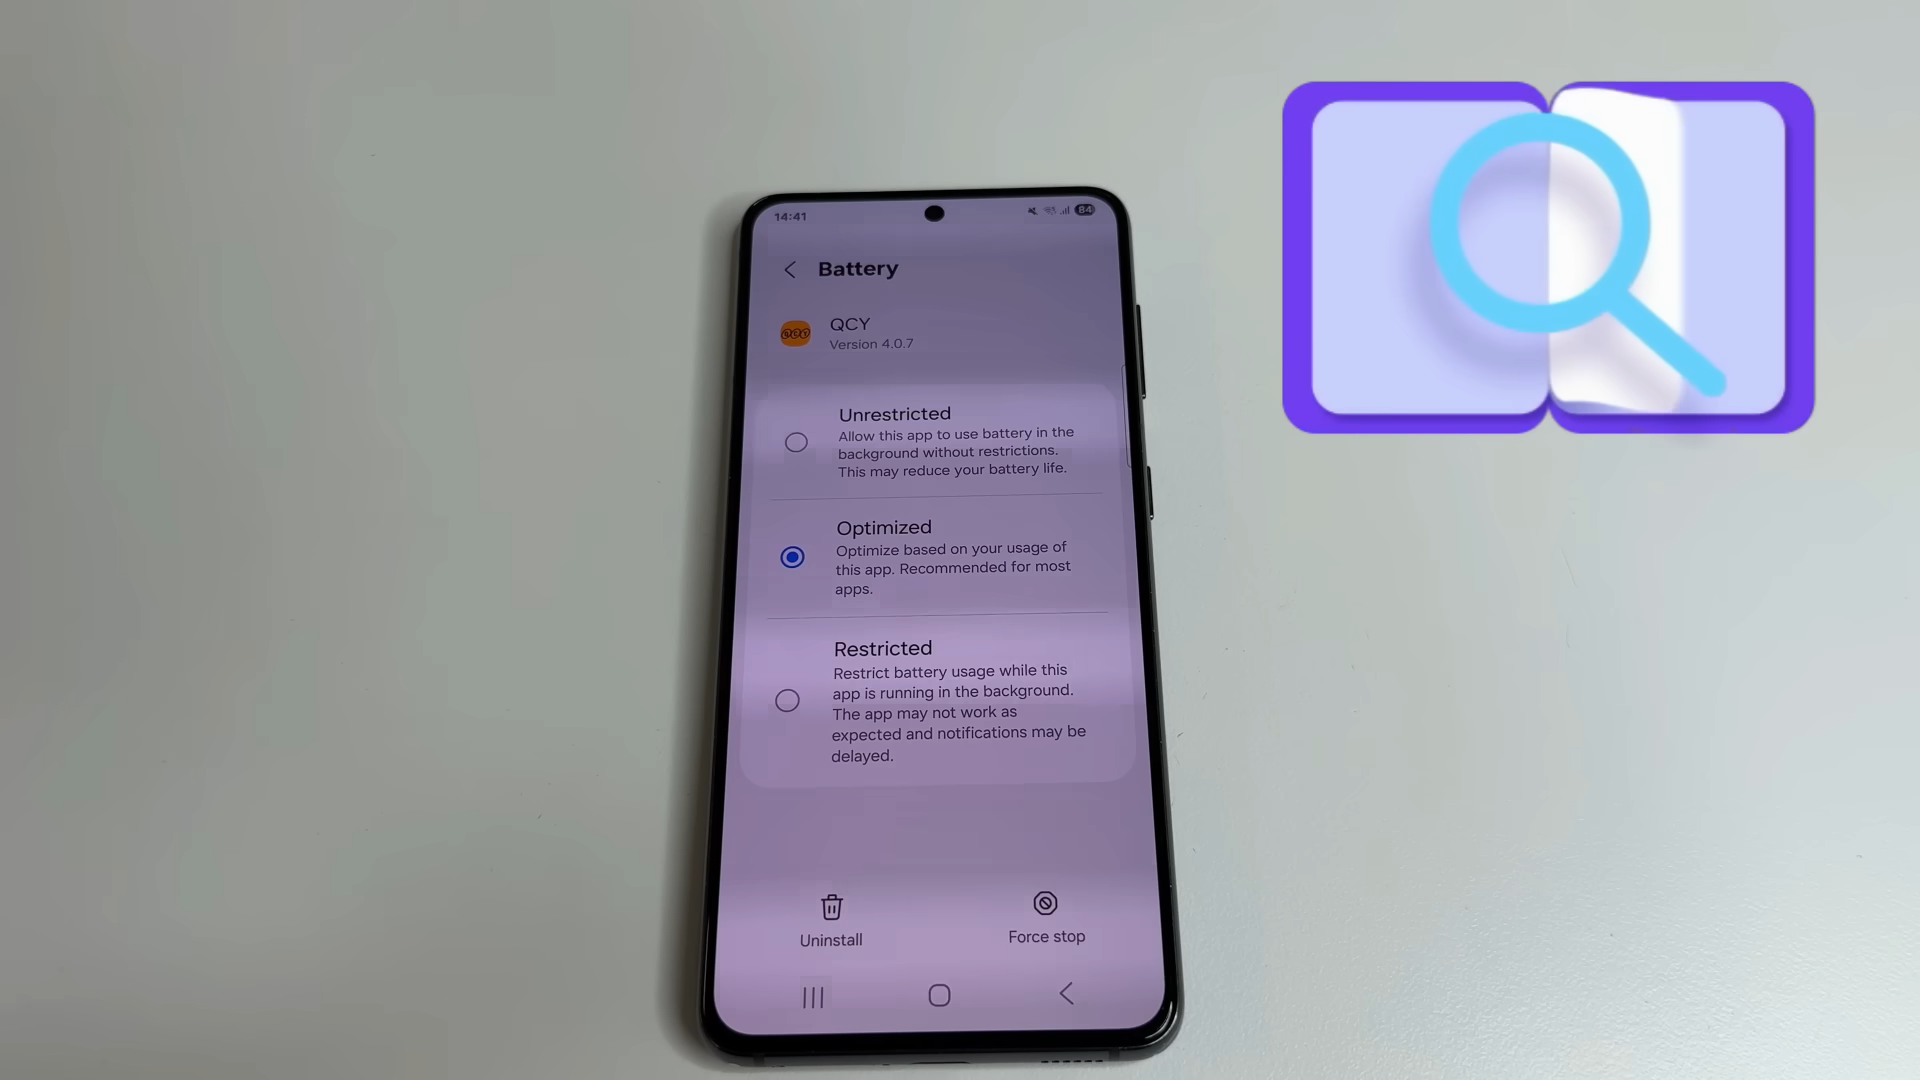 14:41
84
Battery
QCY
QCY
Version 4.0.7
Unrestricted
Allow this app to use battery in the
background without restrictions.
This may reduce your battery life.
Optimized
Optimize based on your usage of
this app. Recommended for most
apps.
Restricted
Restrict battery usage while this
app is running in the background.
The app may not work as
expected and notifications may be
delayed.
Uninstall
Force stop